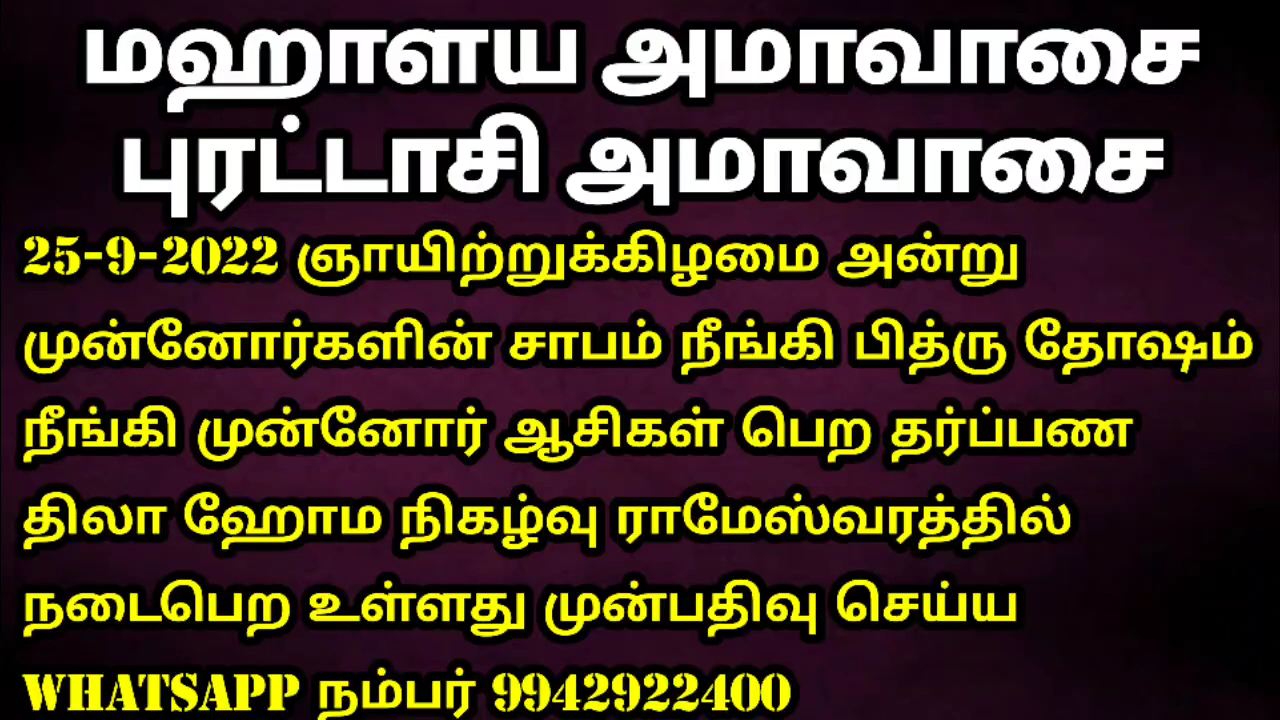 மஹாளய அமாவாசை
புரட்டாசி அமாவாசை
25-9-2022 ஞாயிற்றுக்கிழமை அன்று
முன்னோர்களின் சாபம் நீங்கி பித்ரு தோஷம்
நீங்கி முன்னோர் ஆசிகள் பெற தர்ப்பண
திலா ஹோம நிகழ்வு ராமேஸ்வரத்தில்
நடைபெற உள்ளது முன்பதிவு செய்ய
WHATSAPP நம்பர் 9942922400